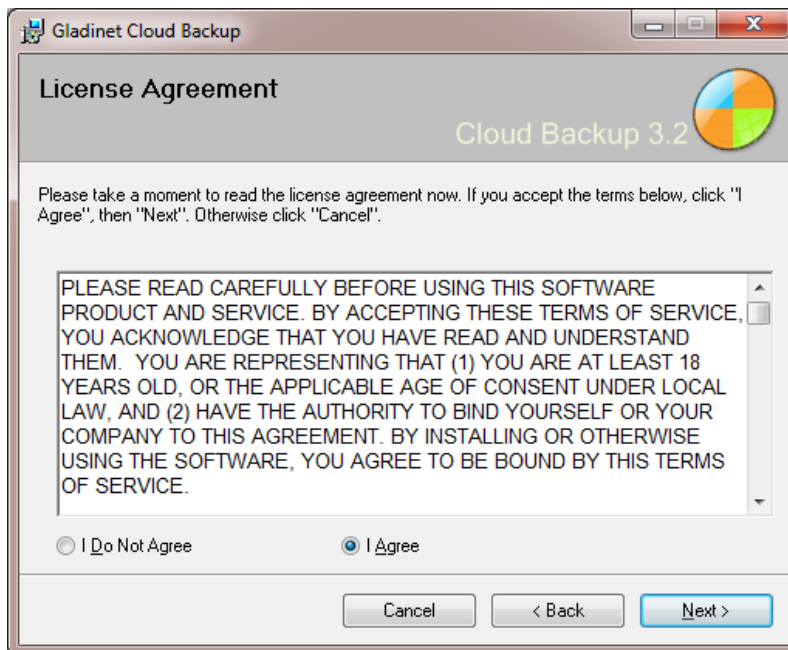 Gladinet Cloud Backup
License Agreement
Cloud Backup 3.2
Please take a moment to read the license agreement now. If you accept the terms below, click "I
Agree", then "Next". Otherwise click "Cancel".
PLEASE READ CAREFULLY BEFORE USING THIS SOFTWARE
PRODUCT AND SERVICE. BY ACCEPTING THESE TERMS OF SERVICE,
YOU ACKNOWLEDGE THAT YOU HAVE READ AND UNDERSTAND
THEM.  YOU ARE REPRESENTING THAT (1) YOU ARE AT LEAST 18
YEARS OLD, OR THE APPLICABLE AGE OF CONSENT UNDER LOCAL
LAW, AND (2) HAVE THE AUTHORITY TO BIND YOURSELF OR YOUR
COMPANY TO THIS AGREEMENT. BY INSTALLING OR OTHERWISE
USING THE SOFTWARE, YOU AGREE TO BE BOUND BY THIS TERMS
OF SERVICE.
I Do Not Agree
I Agree
Cancel
< Back
Next >